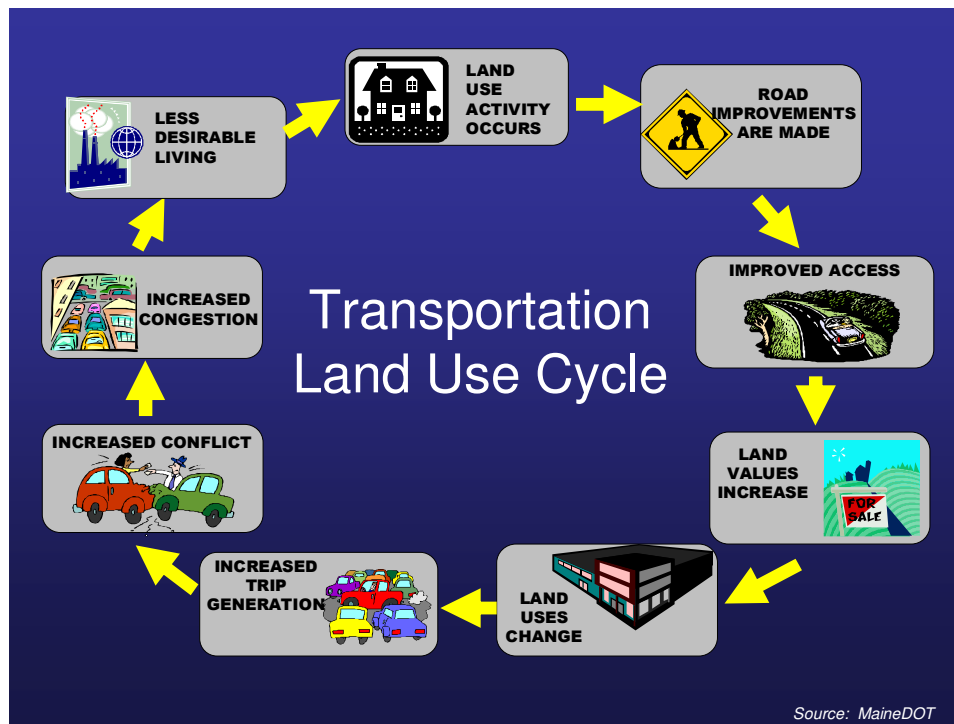 LAND
USE
ACTIVITY
OCCURS
ROAD
IMPROVEMENTS
ARE MADE
IMPROVED ACCESS
LAND
VALUES
INCREASE
FOR
SALE
LAND
USES
CHANGE
INCREASED
TRIP
GENERATION
INCREASED CONFLICT
INCREASED
CONGESTION
LESS
DESIRABLE
LIVING
Transportation
Land Use Cycle
Source: MaineDOT